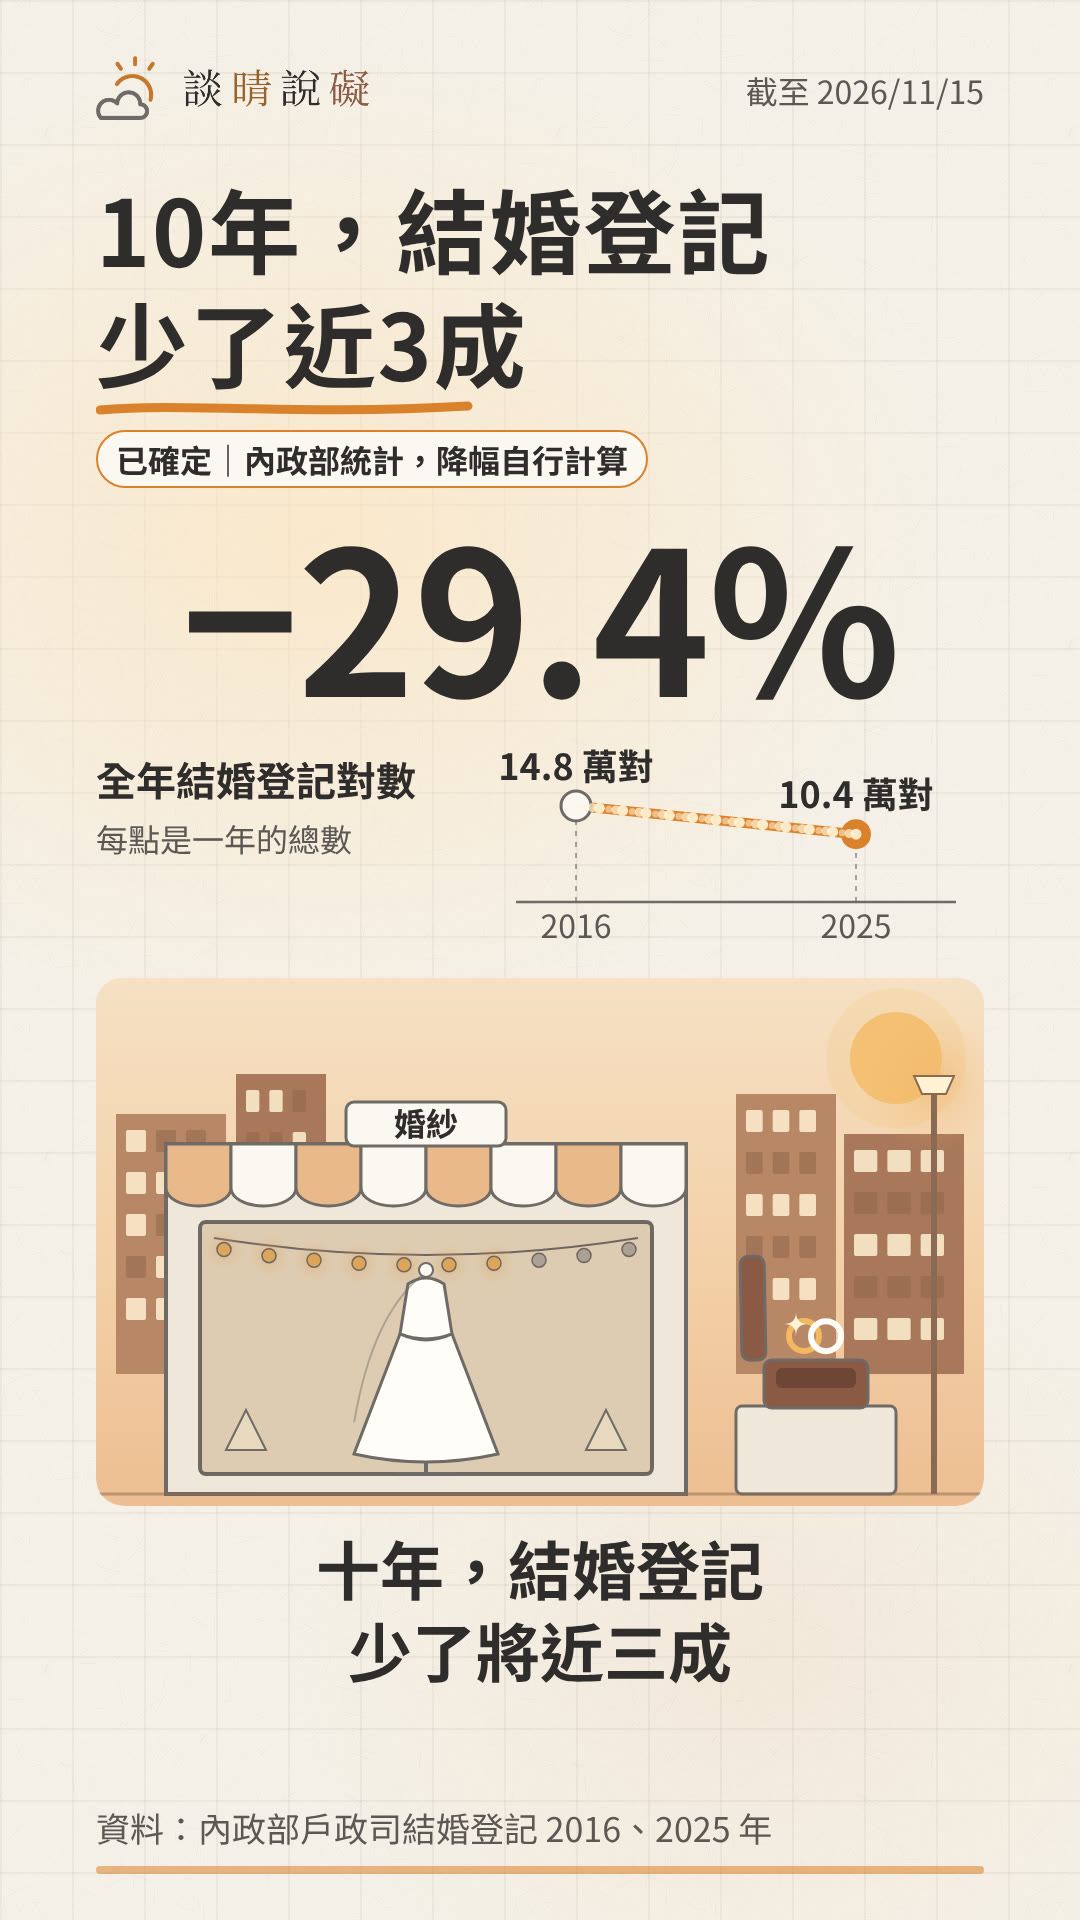 談晴說礙
截至 2026/11/15
10年，結婚登記
少了近3成
已確定｜內政部統計，降幅自行計算
−29.4%
全年結婚登記對數
每點是一年的總數
14.8 萬對
10.4 萬對
2016
2025
婚紗
十年，結婚登記
少了將近三成
資料：內政部戶政司結婚登記 2016、2025 年